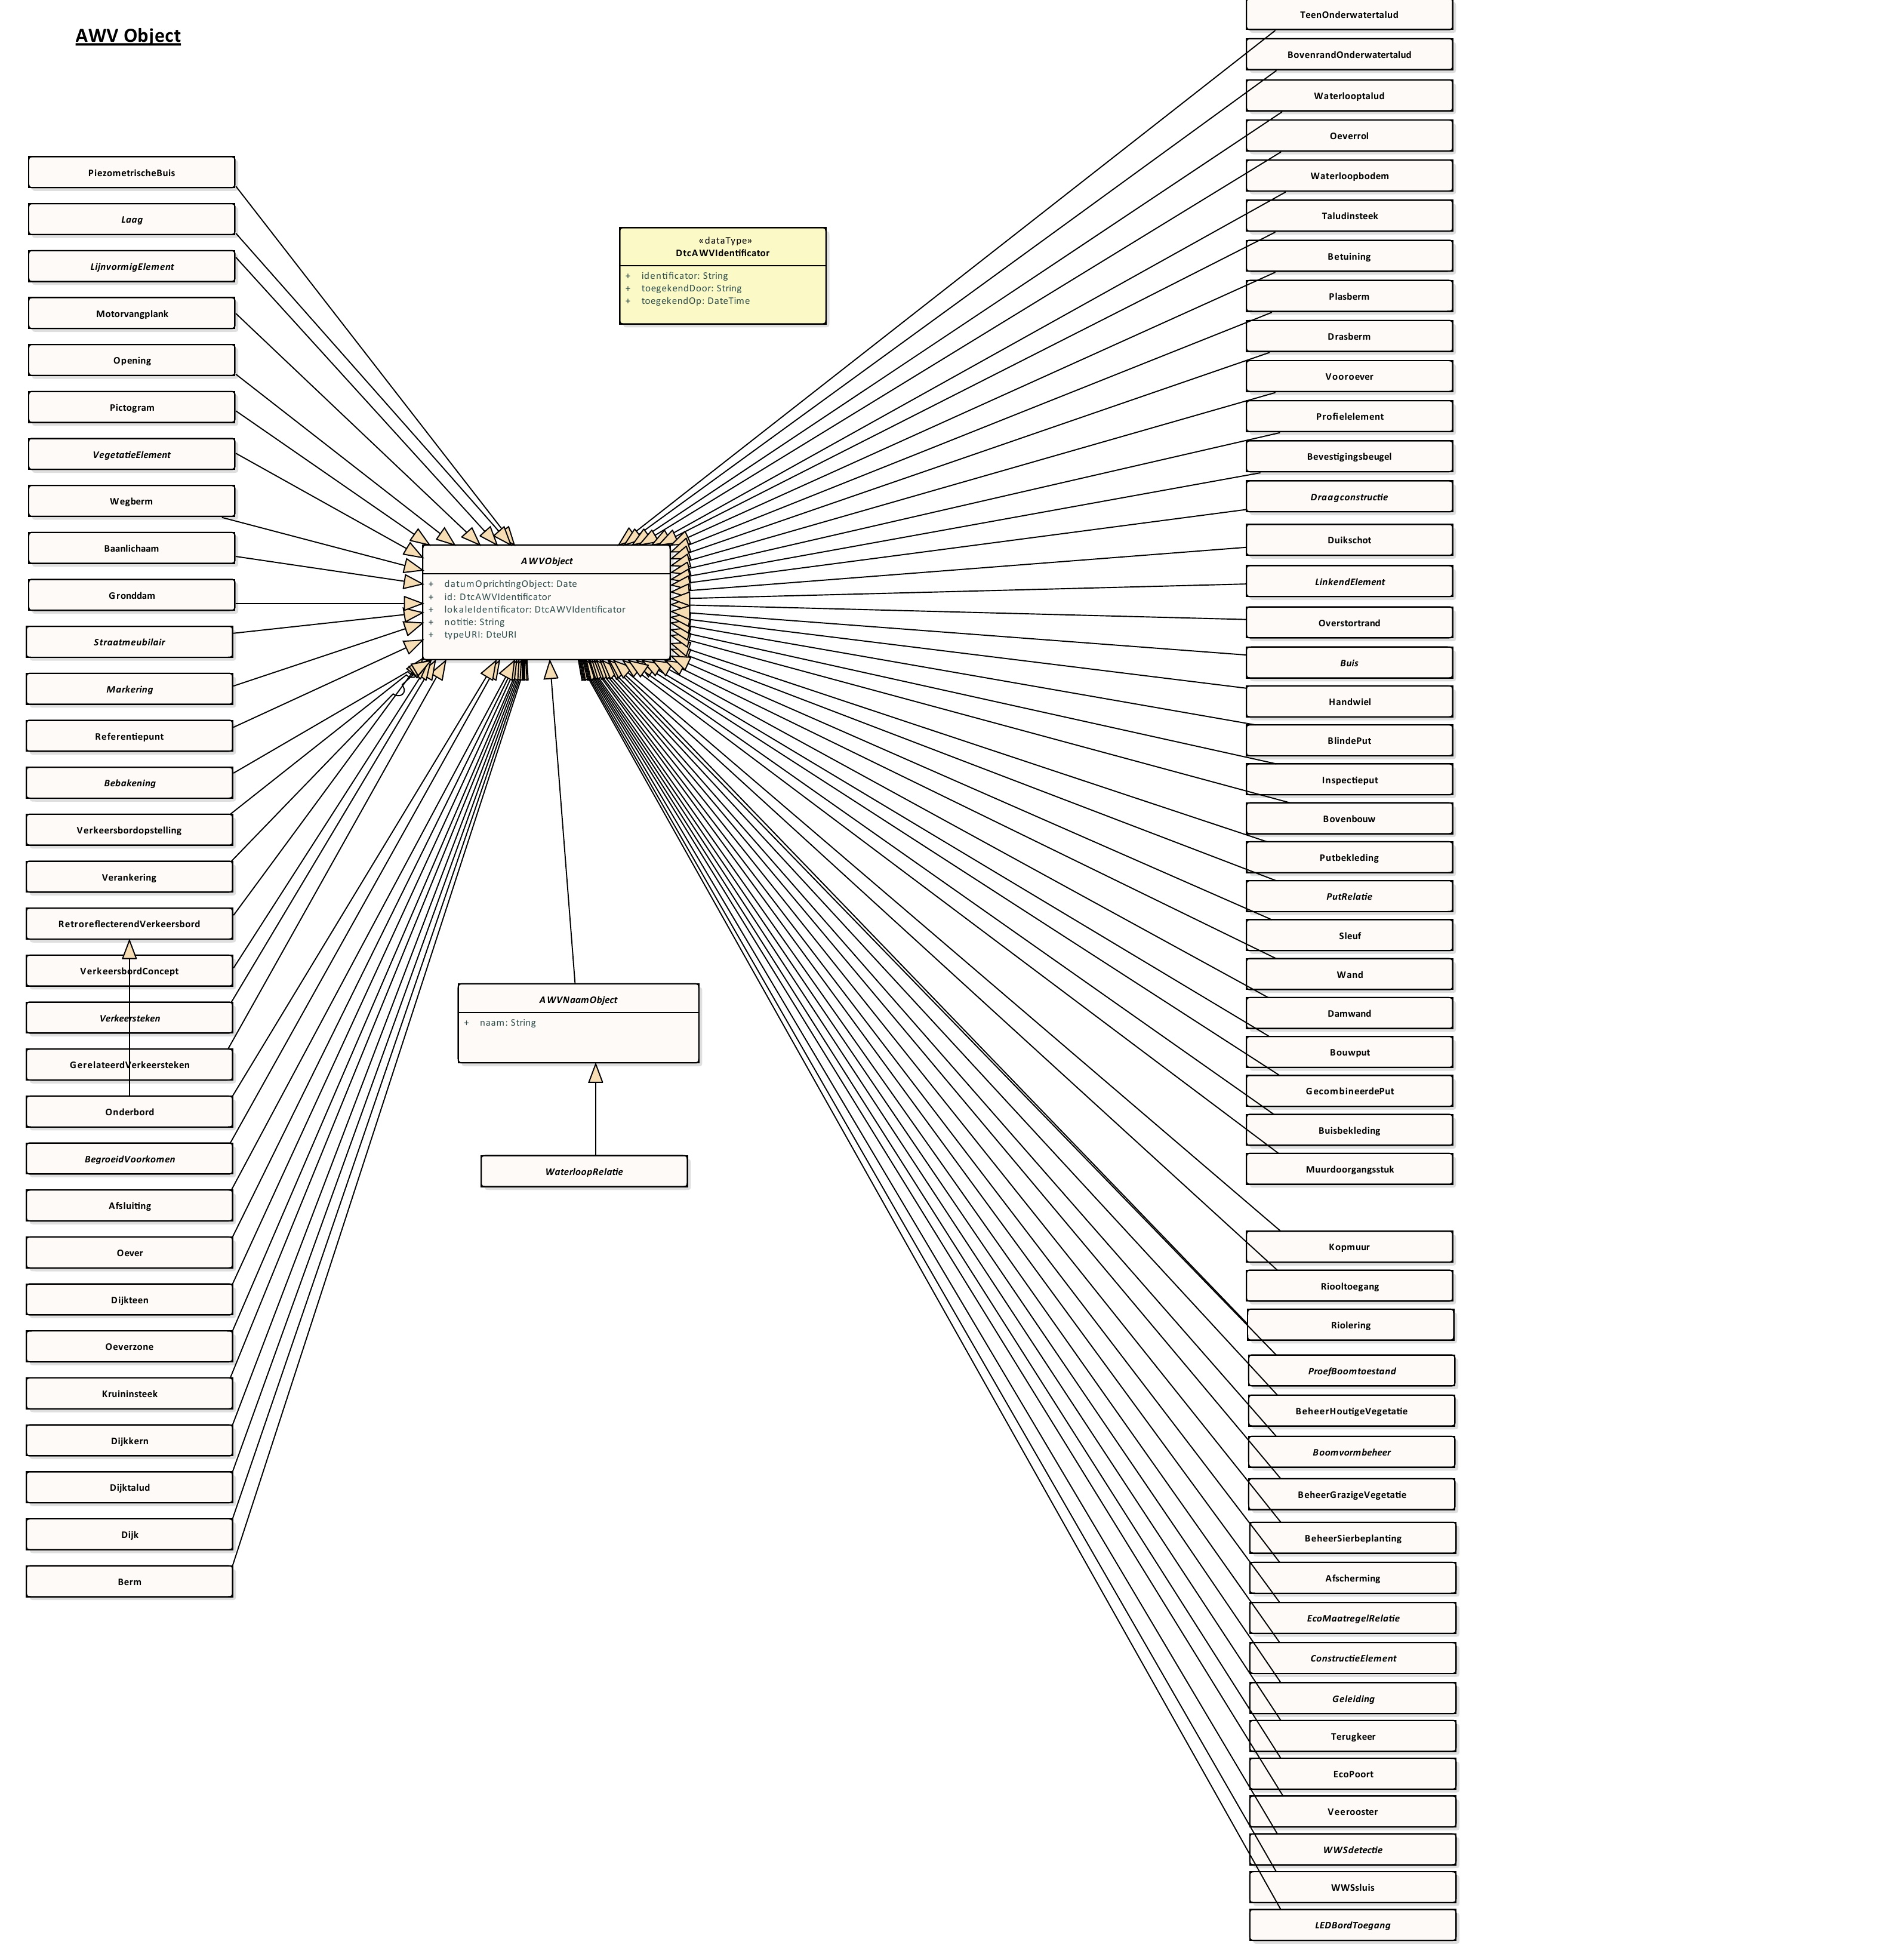 AWV Object
PiezometrischeBuis
Laag
LijnvormigElement
Motorvangplank
Opening
Pictogram
VegetatieElement
Wegberm
Baanlichaam
Gronddam
Straatmeubilair
Markering
Referentiepunt
Bebakening
Verkeersbordopstelling
Verankering
RetroreflecterendVerkeersbord
VerkeersbordConcept
Verkeersteken
GerelateerdVerkeersteken
Onderbord
BegroeidVoorkomen
Afsluiting
Oever
Dijkteen
Oeverzone
Kruininsteek
Dijkkern
Dijktalud
Dijk
Berm
«dataType»
DtcAWVIdentificator
+ identificator: String
+ toegekendDoor: String
+ toegekendOp: DateTime
AWVObject
+ datumOprichtingObject: Date
+ id: DtcAWVIdentificator
+ lokaleIdentificator: DtcAWVIdentificator
+ notitie: String
+ typeURI: DteURI
AWVNaamObject
+ naam: String
WaterloopRelatie
TeenOnderwatertalud
BovenrandOnderwatertalud
Waterlooptalud
Oeverrol
Waterloopbodem
Taludinsteek
Betuining
Plasberm
Drasberm
Vooroever
Profielelement
Bevestigingsbeugel
Draagconstructie
Duikschot
LinkendElement
Overstortrand
Buis
Handwiel
BlindePut
Inspectieput
Bovenbouw
Putbekleding
PutRelatie
Sleuf
Wand
Damwand
Bouwput
GecombineerdePut
Buisbekleding
Muurdoorgangsstuk
Kopmuur
Riooltoegang
Riolering
ProefBoomtoestand
BeheerHoutigeVegetatie
Boomvormbeheer
BeheerGrazigeVegetatie
BeheerSierbeplanting
Afscherming
EcoMaatregelRelatie
ConstructieElement
Geleiding
Terugkeer
EcoPoort
Veerooster
WWSdetectie
WWSsluis
LEDBordToegang